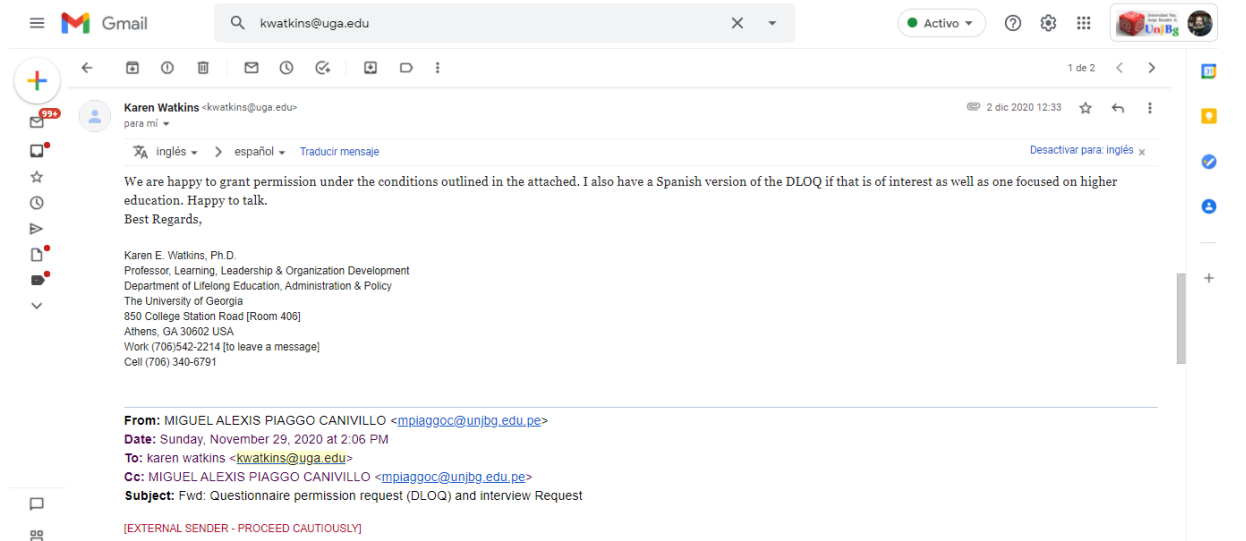 Gmail
kwatkins@uga.edu
Activo
UnJBg
1 de 2
31
99+
Karen Watkins <kwatkins@uga.edu>
2 dic 2020 12:33
para mí
inglés > español Traducir mensaje
Desactivar para: inglés x
We are happy to grant permission under the conditions outlined in the attached. I also have a Spanish version of the DLOQ if that is of interest as well as one focused on higher
education. Happy to talk.
Best Regards,
Karen E. Watkins, Ph.D.
Professor, Learning, Leadership & Organization Development
Department of Lifelong Education, Administration & Policy
The University of Georgia
850 College Station Road [Room 406]
Athens, GA 30602 USA
Work (706)542-2214 [to leave a message]
Cell (706) 340-6791
From: MIGUEL ALEXIS PIAGGO CANIVILLO <mpiaggoc@unjbg.edu.pe>
Date: Sunday, November 29, 2020 at 2:06 PM
To: karen watkins <kwatkins@uga.edu>
Cc: MIGUEL ALEXIS PIAGGO CANIVILLO <mpiaggoc@unjbg.edu.pe>
Subject: Fwd: Questionnaire permission request (DLOQ) and interview Request
[EXTERNAL SENDER - PROCEED CAUTIOUSLY]